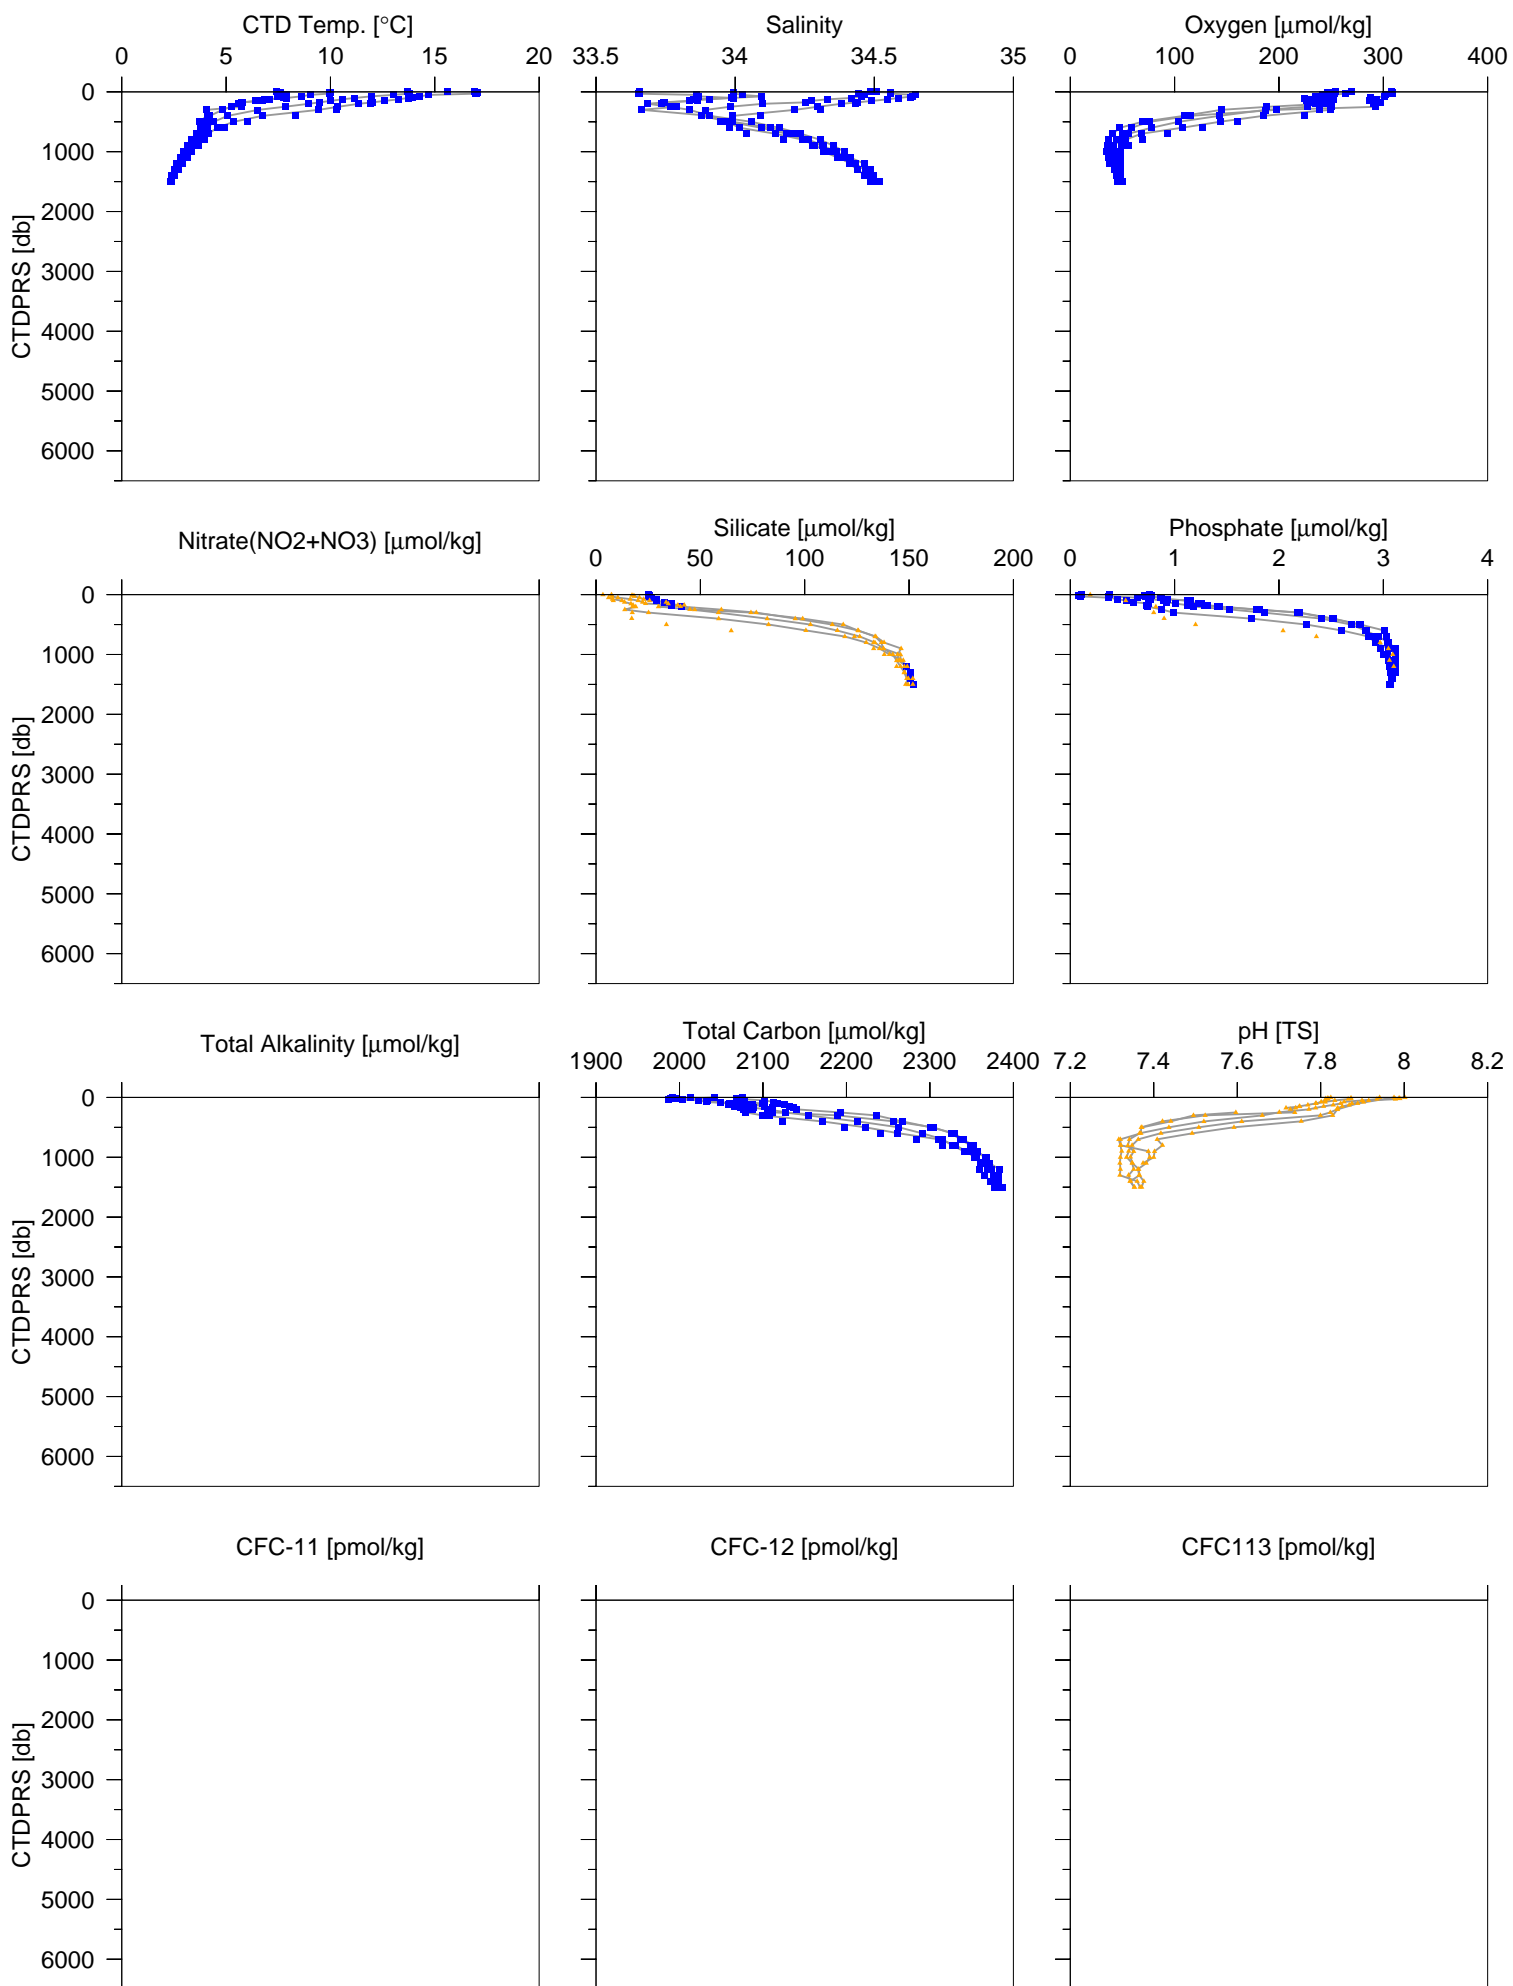 CTD Temp. [°C] Salinity Oxygen [μmol/kg]
0 5 10 15 20 33.5 34 34.5 35 0 100 200 300 400
0
1000
2000
3000
4000
5000
6000
CTDPRS [db]
Nitrate(NO2+NO3) [μmol/kg] Silicate [μmol/kg] Phosphate [μmol/kg]
0 50 100 150 200 0 1 2 3 4
0
1000
2000
3000
4000
5000
6000
CTDPRS [db]
Total Alkalinity [μmol/kg] Total Carbon [μmol/kg] pH [TS]
1900 2000 2100 2200 2300 2400 7.2 7.4 7.6 7.8 8 8.2
0
1000
2000
3000
4000
5000
6000
CTDPRS [db]
CFC-11 [pmol/kg] CFC-12 [pmol/kg] CFC113 [pmol/kg]
0
1000
2000
3000
4000
5000
6000
CTDPRS [db]